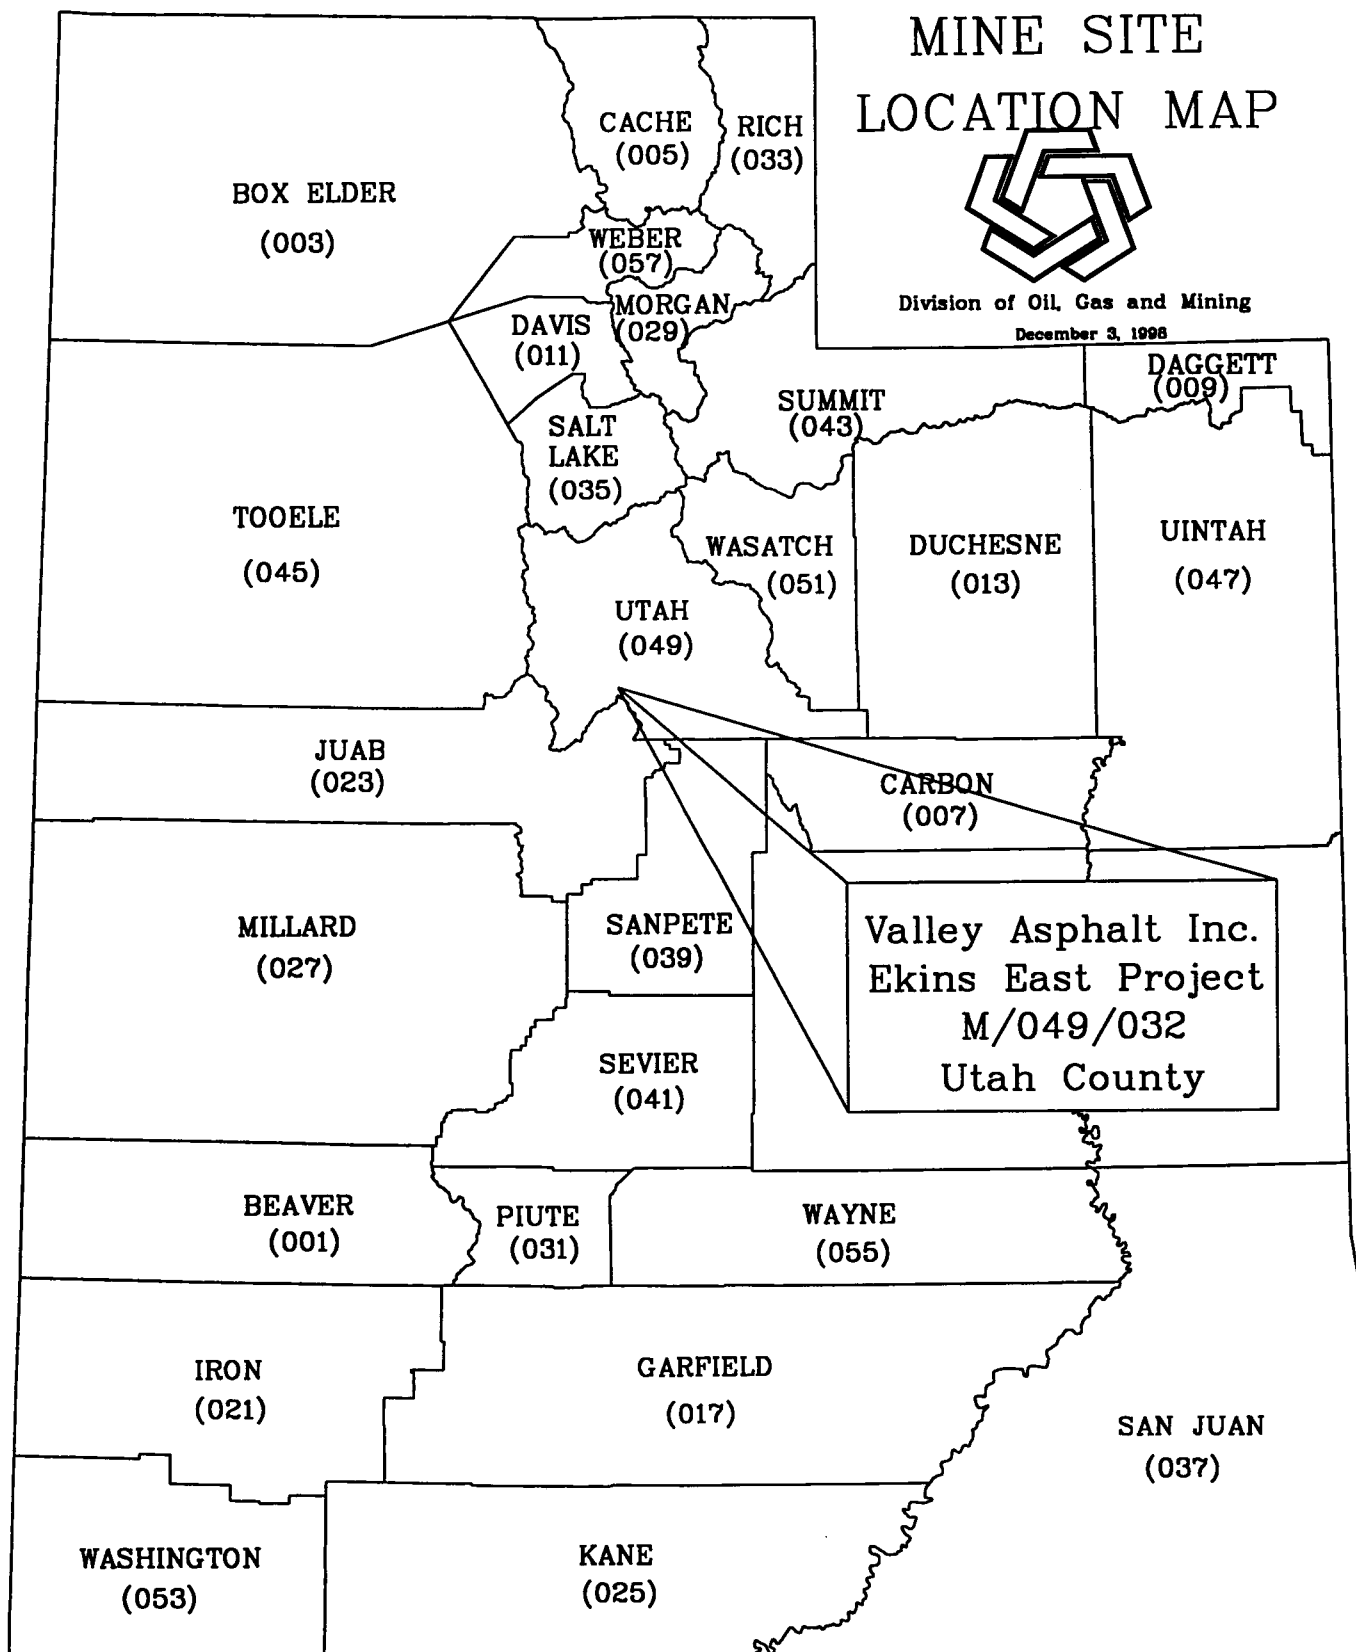 MINE SITE
LOCATION MAP
Division of Oil, Gas and Mining
December 3, 1998
CACHE
(005)
RICH
(033)
BOX ELDER
(003)
WEBER
(057)
MORGAN
(029)
DAVIS
(011)
DAGGETT
(009)
SUMMIT
(043)
SALT
LAKE
(035)
TOOELE
(045)
WASATCH
(051)
DUCHESNE
(013)
UINTAH
(047)
UTAH
(049)
JUAB
(023)
CARBON
(007)
MILLARD
(027)
SANPETE
(039)
Valley Asphalt Inc.
Ekins East Project
M/049/032
Utah County
SEVIER
(041)
BEAVER
(001)
PIUTE
(031)
WAYNE
(055)
IRON
(021)
GARFIELD
(017)
SAN JUAN
(037)
WASHINGTON
(053)
KANE
(025)